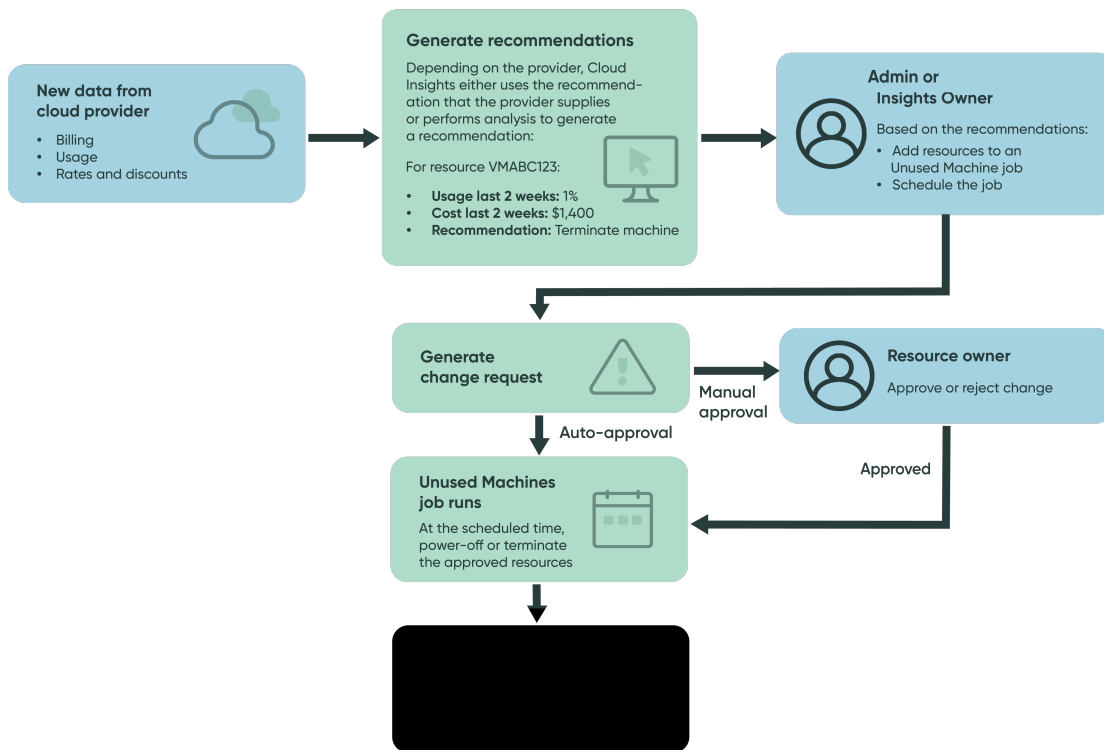 New data from
cloud provider
• Billing
• Usage
• Rates and discounts
Generate recommendations
Depending on the provider, Cloud
Insights either uses the recommend-
ation that the provider supplies
or performs analysis to generate
a recommendation:
For resource VMABC123:
• Usage last 2 weeks: 1%
• Cost last 2 weeks: $1,400
• Recommendation: Terminate machine
Admin or
Insights Owner
Based on the recommendations:
• Add resources to an
Unused Machine job
• Schedule the job
Generate
change request
Manual
approval
Resource owner
Approve or reject change
Auto-approval
Approved
Unused Machines
job runs
At the scheduled time,
power-off or terminate
the approved resources